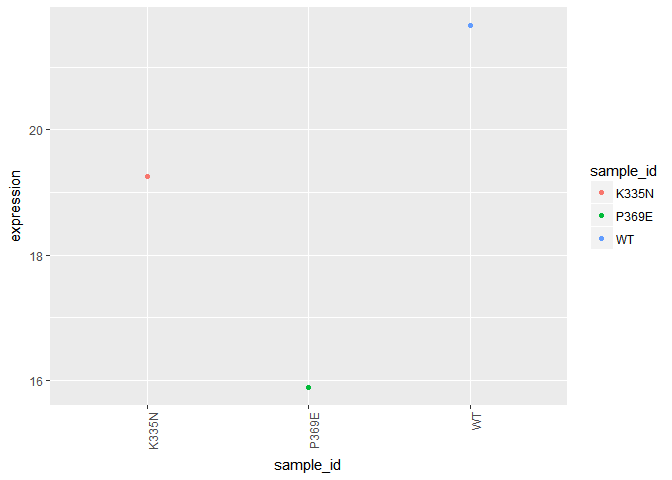 expression
20
18
16
K335N
P369E
WT
sample_id
sample_id
K335N
P369E
WT